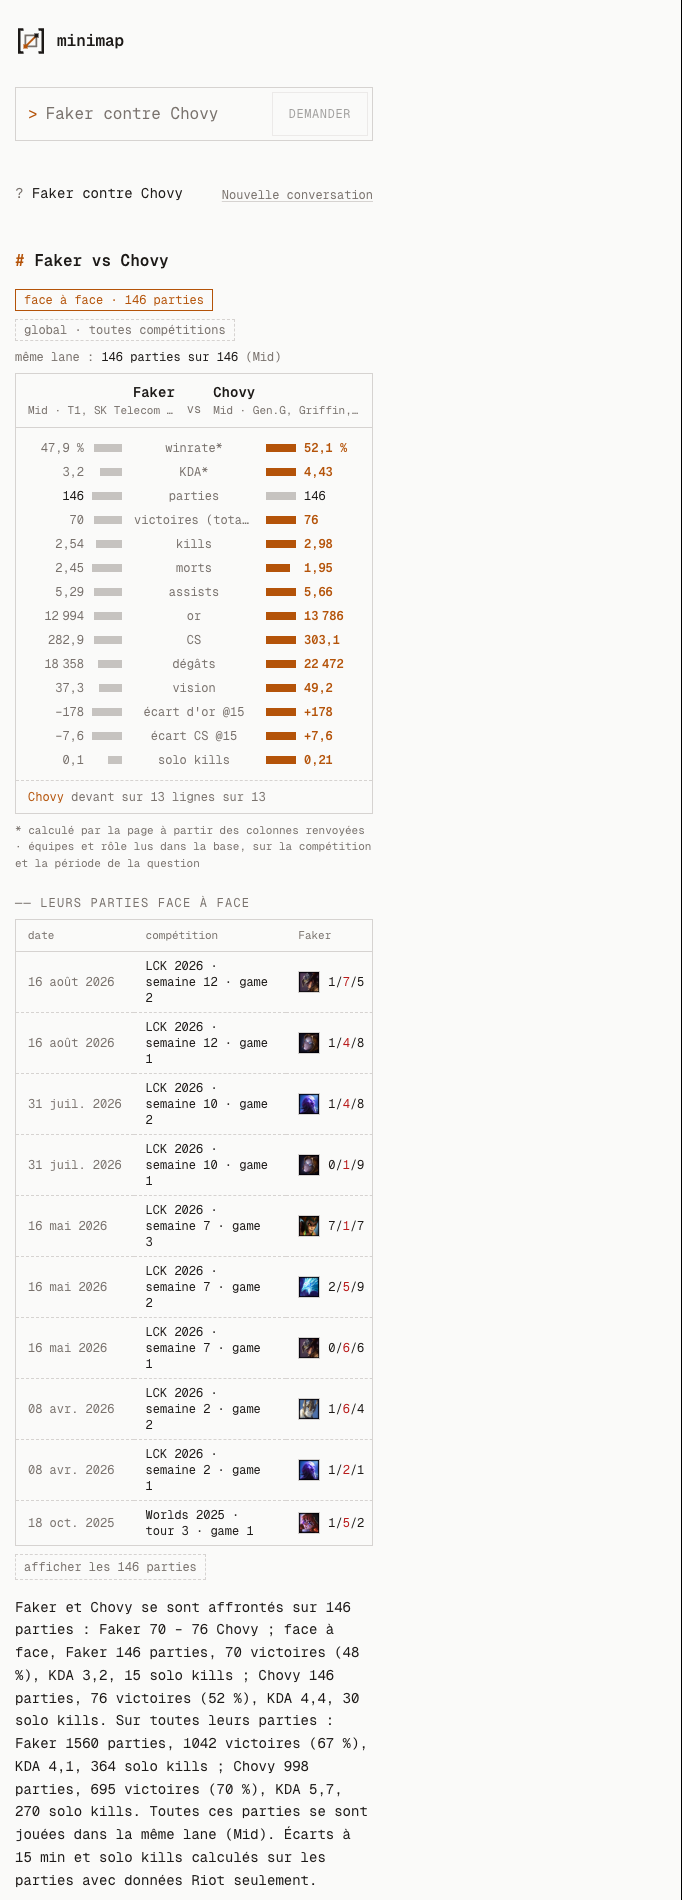 minimap
> Faker contre Chovy
DEMANDER
? Faker contre Chovy
Nouvelle conversation
# Faker vs Chovy
face à face · 146 parties
global · toutes compétitions
même lane : 146 parties sur 146 (Mid)
Faker Chovy
Mid · T1, SK Telecom … vs Mid · Gen.G, Griffin,…
47,9 % winrate* 52,1 %
3,2 KDA* 4,43
146 parties 146
70 victoires (tota… 76
2,54 kills 2,98
2,45 morts 1,95
5,29 assists 5,66
12 994 or 13 786
282,9 CS 303,1
18 358 dégâts 22 472
37,3 vision 49,2
−178 écart d'or @15 +178
−7,6 écart CS @15 +7,6
0,1 solo kills 0,21
Chovy devant sur 13 lignes sur 13
* calculé par la page à partir des colonnes renvoyées
· équipes et rôle lus dans la base, sur la compétition
et la période de la question
—— LEURS PARTIES FACE À FACE
date compétition Faker
LCK 2026 ·
16 août 2026 semaine 12 · game 1/7/5
2
LCK 2026 ·
16 août 2026 semaine 12 · game 1/4/8
1
LCK 2026 ·
31 juil. 2026 semaine 10 · game 1/4/8
2
LCK 2026 ·
31 juil. 2026 semaine 10 · game 0/1/9
1
LCK 2026 ·
16 mai 2026 semaine 7 · game 7/1/7
3
LCK 2026 ·
16 mai 2026 semaine 7 · game 2/5/9
2
LCK 2026 ·
16 mai 2026 semaine 7 · game 0/6/6
1
LCK 2026 ·
08 avr. 2026 semaine 2 · game 1/6/4
2
LCK 2026 ·
08 avr. 2026 semaine 2 · game 1/2/1
1
Worlds 2025 ·
18 oct. 2025 tour 3 · game 1 1/5/2
afficher les 146 parties
Faker et Chovy se sont affrontés sur 146
parties : Faker 70 – 76 Chovy ; face à
face, Faker 146 parties, 70 victoires (48
%), KDA 3,2, 15 solo kills ; Chovy 146
parties, 76 victoires (52 %), KDA 4,4, 30
solo kills. Sur toutes leurs parties :
Faker 1560 parties, 1042 victoires (67 %),
KDA 4,1, 364 solo kills ; Chovy 998
parties, 695 victoires (70 %), KDA 5,7,
270 solo kills. Toutes ces parties se sont
jouées dans la même lane (Mid). Écarts à
15 min et solo kills calculés sur les
parties avec données Riot seulement.